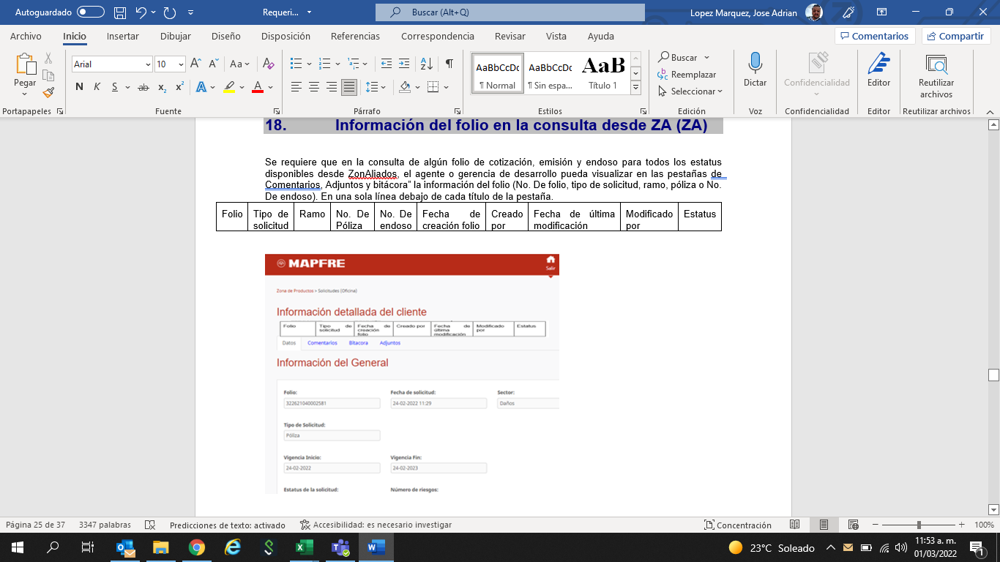 Autoguardado
Requeri...
Buscar (Alt+Q)
Lopez Marquez, Jose Adrian
Archivo Inicio Insertar Dibujar Diseño Disposición Referencias Correspondencia Revisar Vista Ayuda
Comentarios Compartir
Pegar
Arial 10
Aa
N K S ab x₂ x²
AaBbCcDc AaBbCcDc AaB
¶ Normal ¶ Sin espa... Título 1
Buscar
Reemplazar
Seleccionar
Dictar
Confidencialidad
Editor
Reutilizar
archivos
Portapapeles Fuente Párrafo Estilos Edición Voz Confidencialidad Editor Reutilizar archivos
18. Información del folio en la consulta desde ZA (ZA)
Se requiere que en la consulta de algún folio de cotización, emisión y endoso para todos los estatus
disponibles desde ZonAliados, el agente o gerencia de desarrollo pueda visualizar en las pestañas de
Comentarios, Adjuntos y bitácora” la información del folio (No. De folio, tipo de solicitud, ramo, póliza o No.
De endoso). En una sola línea debajo de cada título de la pestaña.
Folio Tipo de Ramo No. De No. De Fecha de Creado Fecha de última Modificado Estatus
solicitud Póliza endoso creación folio por modificación por
MAPFRE
Salir
Zona de Productos » Solicitudes (Oficina)
Información detallada del cliente
Folio Tipo de Fecha de Creado por Fecha de Modificado Estatus
solicitud creación última por
folio modificación
Datos Comentarios Bitacora Adjuntos
Información del General
Folio: Fecha de solicitud: Sector:
322621040002581 24-02-2022 11:29 Daños
Tipo de Solicitud:
Póliza
Vigencia Inicio: Vigencia Fin:
24-02-2022 24-02-2023
Estatus de la solicitud: Número de riesgos:
Página 25 de 37 3347 palabras Predicciones de texto: activado Accesibilidad: es necesario investigar Concentración 100%
23°C Soleado
11:53 a. m.
01/03/2022
1